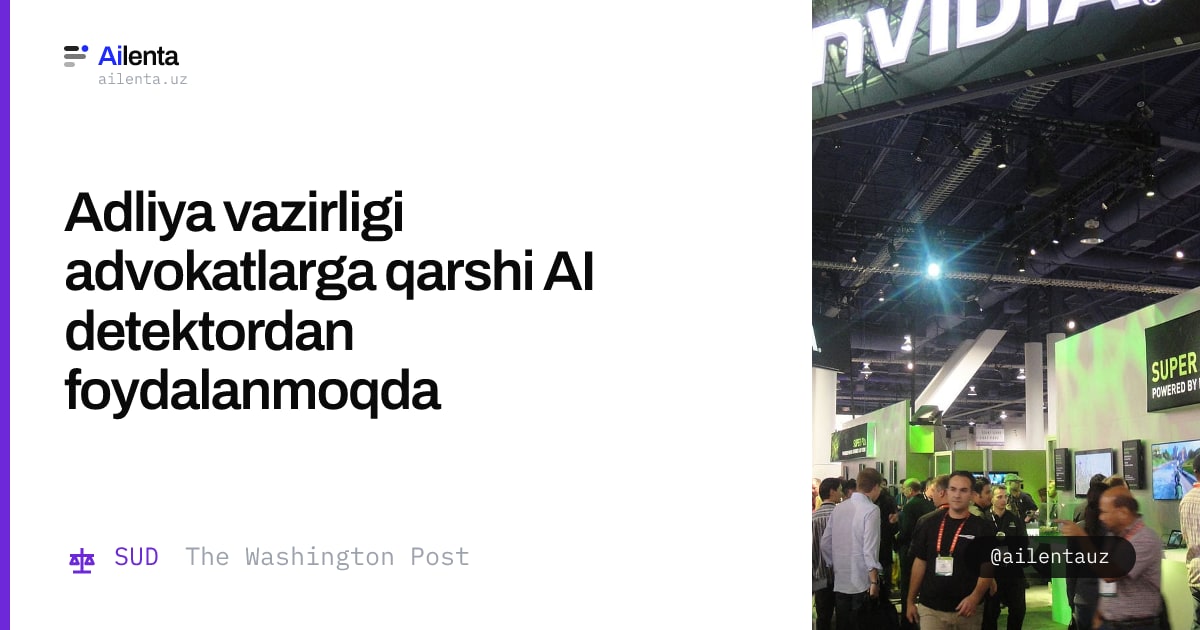 Ailenta
ailenta.uz
Adliya vazirligi
advokatlarga qarshi AI
detektordan
foydalanmoqda
SUD The Washington Post
nVIDIA
SUPER
POWERED BY
@ailentauz